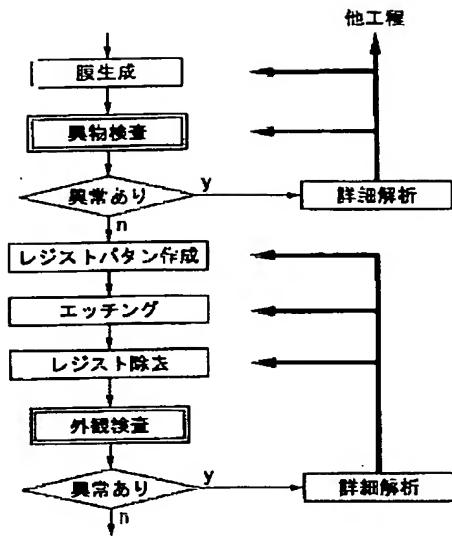 他工程
膜生成
異物検査
異常あり
y
詳細解析
n
レジストパタン作成
エッチング
レジスト除去
外観検査
異常あり
y
詳細解析
n